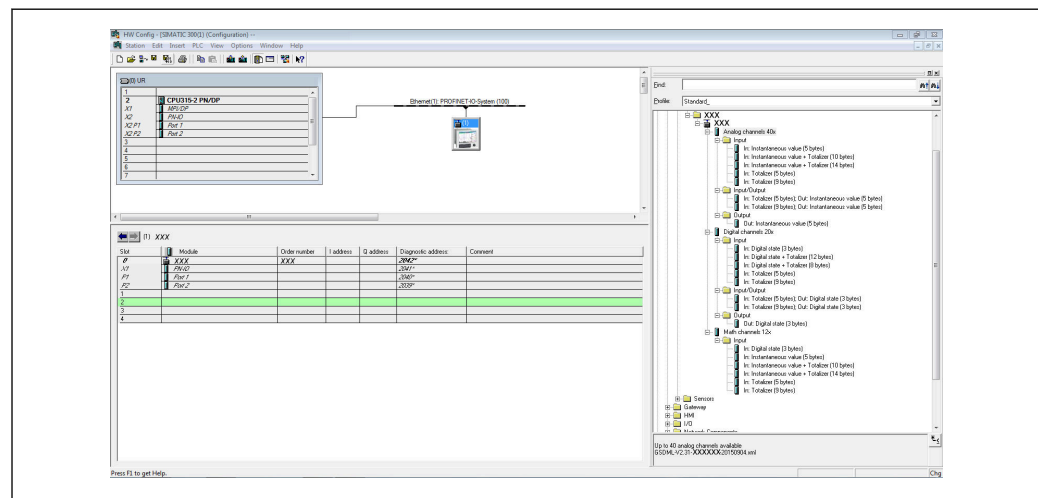 HW Config - [SIMATIC 300(1) (Configuration) --
Station Edit Insert PLC View Options Window Help
(0) UR
1
2 CPU315-2 PN/DP
X1 MPI/DP
X2 PN-IO
X2 P1 Port 1
X2 P2 Port 2
3
4
5
6
7
Ethernet(1): PROFINET-IO-System (100)
(1)
(1) XXX
Slot Module Order number I address Q address Diagnostic address Comment
0 XXX XXX 2042*
X1 PN-IO 2041*
P1 Port 1 2040*
P2 Port 2 2039*
1
2
3
4
Find:
Profile: Standard_
XXX
XXX
Analog channels 40x
Input
In: Instantaneous value (5 bytes)
In: Instantaneous value + Totalizer (10 bytes)
In: Instantaneous value + Totalizer (14 bytes)
In: Totalizer (5 bytes)
In: Totalizer (9 bytes)
Input/Output
In: Totalizer (5 bytes); Out: Instantaneous value (5 bytes)
In: Totalizer (9 bytes); Out: Instantaneous value (5 bytes)
Output
Out: Instantaneous value (5 bytes)
Digital channels 20x
Input
In: Digital state (3 bytes)
In: Digital state + Totalizer (12 bytes)
In: Digital state + Totalizer (8 bytes)
In: Totalizer (5 bytes)
In: Totalizer (9 bytes)
Input/Output
In: Totalizer (5 bytes); Out: Digital state (3 bytes)
In: Totalizer (9 bytes); Out: Digital state (3 bytes)
Output
Out: Digital state (3 bytes)
Math channels 12x
Input
In: Digital state (3 bytes)
In: Instantaneous value (5 bytes)
In: Instantaneous value + Totalizer (10 bytes)
In: Instantaneous value + Totalizer (14 bytes)
In: Totalizer (5 bytes)
In: Totalizer (9 bytes)
Sensors
Gateway
HMI
I/O
Network Components
Up to 40 analog channels available
GSDML-V2.31-XXXXXX-20150904.xml
Press F1 to get Help.
Chg